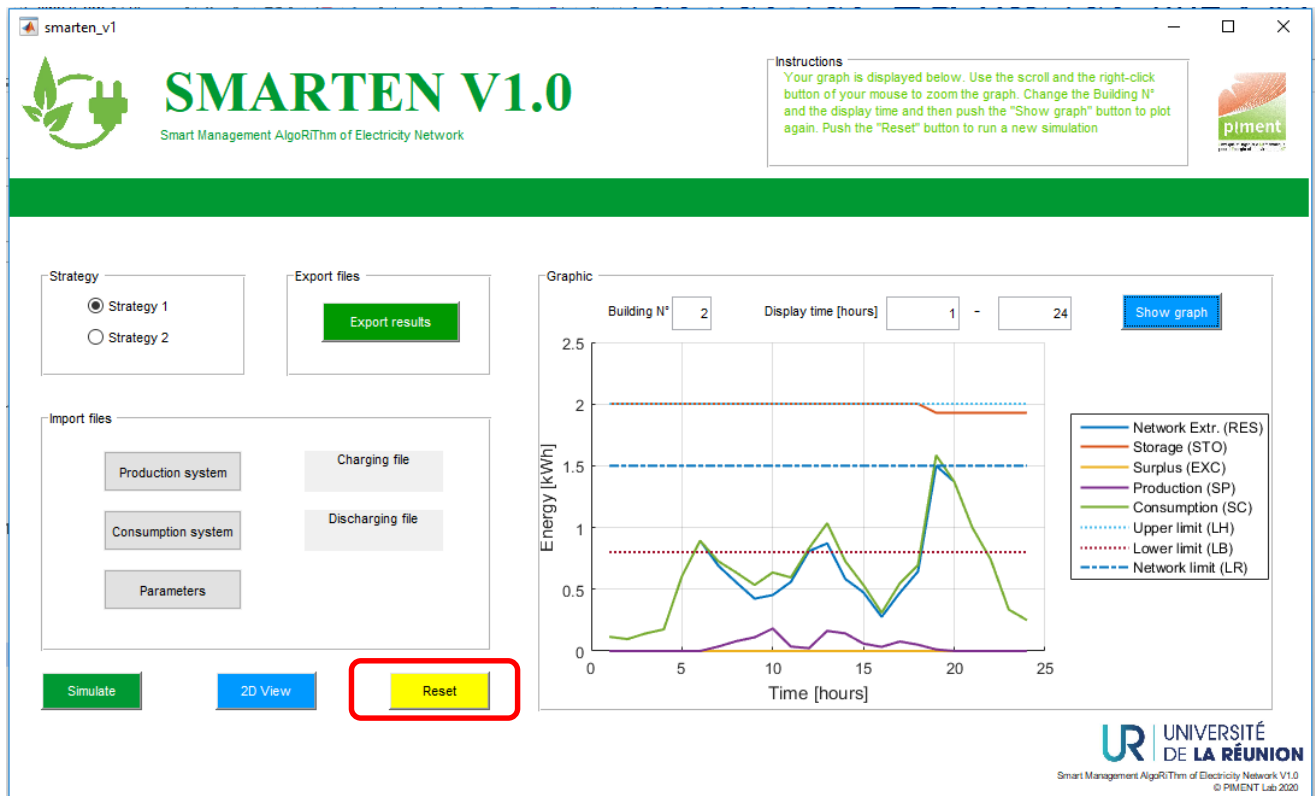 smarten_v1
SMARTEN V1.0
Smart Management AlgoRiThm of Electricity Network
Instructions
Your graph is displayed below. Use the scroll and the right-click
button of your mouse to zoom the graph. Change the Building N°
and the display time and then push the "Show graph" button to plot
again. Push the "Reset" button to run a new simulation
piment
Strategy
Strategy 1
Strategy 2
Export files
Export results
Import files
Production system
Charging file
Consumption system
Discharging file
Parameters
Simulate
2D View
Reset
Graphic
Building N° 2
Display time [hours] 1 - 24
Show graph
2.5
2
1.5
1
0.5
0
Energy [kWh]
0 5 10 15 20 25
Time [hours]
Network Extr. (RES)
Storage (STO)
Surplus (EXC)
Production (SP)
Consumption (SC)
Upper limit (LH)
Lower limit (LB)
Network limit (LR)
UR UNIVERSITÉ
DE LA RÉUNION
Smart Management AlgoRiThm of Electricity Network V1.0
© PIMENT Lab 2020